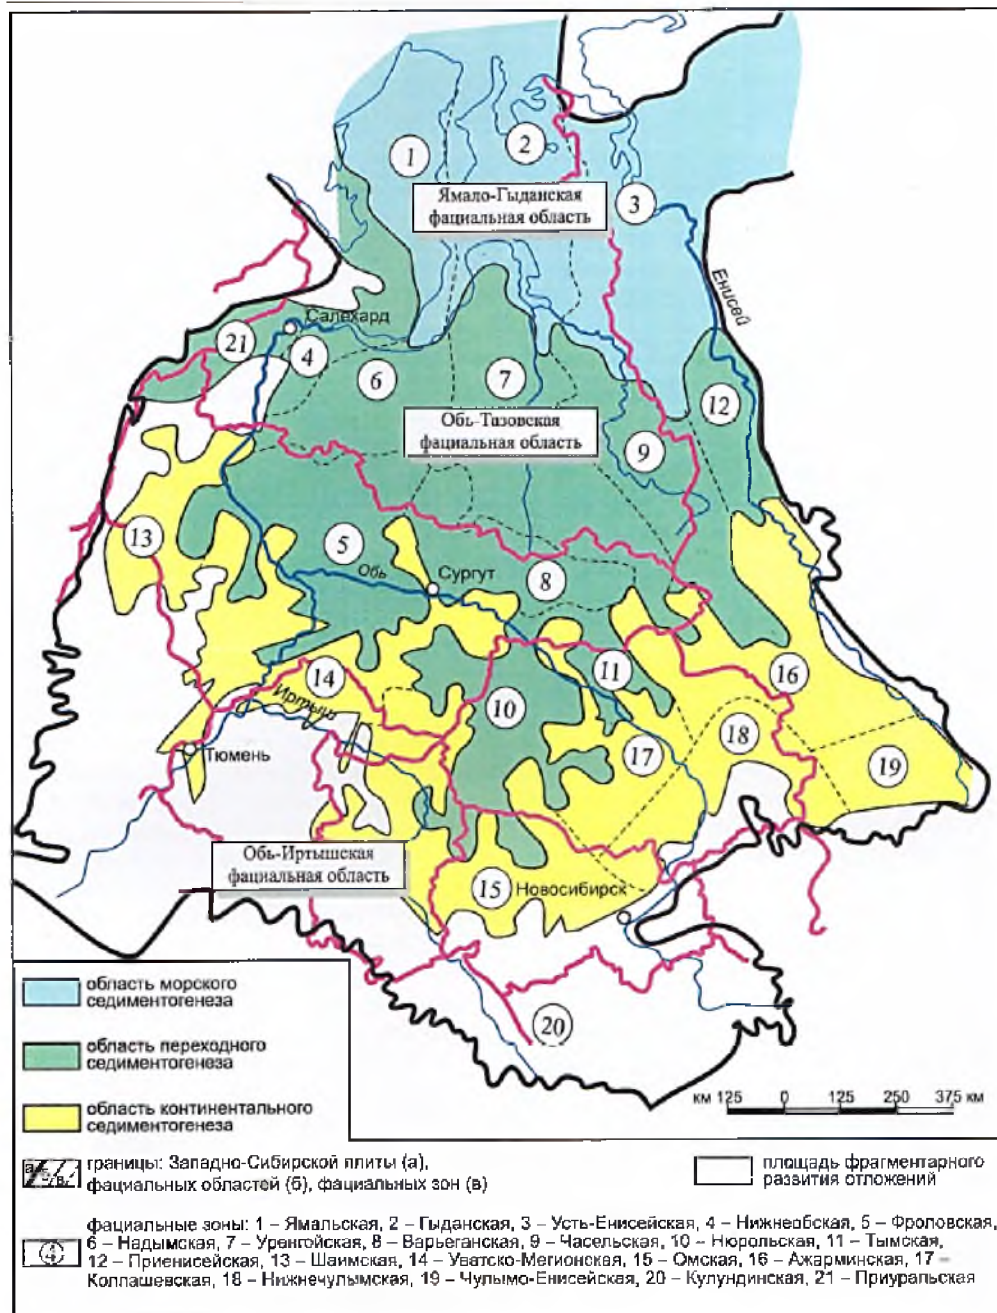 1
2
3
Ямало-Гыданская
фациальная область
Енисей
Салехард
21
4
6
7
12
Обь-Тазовская
фациальная область
9
13
5
Обь
Сургут
8
11
16
14
Иртыш
10
18
17
19
Тюмень
Обь-Иртышская
фациальная область
15
Новосибирск
20
область морского
седиментогенеза
область переходного
седиментогенеза
область континентального
седиментогенеза
км 125 0 125 250 375 км
а б в
границы: Западно-Сибирской плиты (а),
фациальных областей (б), фациальных зон (в)
площадь фрагментарного
развития отложений
4
фациальные зоны: 1 – Ямальская, 2 – Гыданская, 3 – Усть-Енисейская, 4 – Нижнеобская, 5 – Фроловская,
6 – Надымская, 7 – Уренгойская, 8 – Варьеганская, 9 – Часельская, 10 – Нюрольская, 11 – Тымская,
12 – Приенисейская, 13 – Шаимская, 14 – Уватско-Мегионская, 15 – Омская, 16 – Ажарминская, 17 –
Колпашевская, 18 – Нижнечулымская, 19 – Чулымо-Енисейская, 20 – Кулундинская, 21 – Приуральская